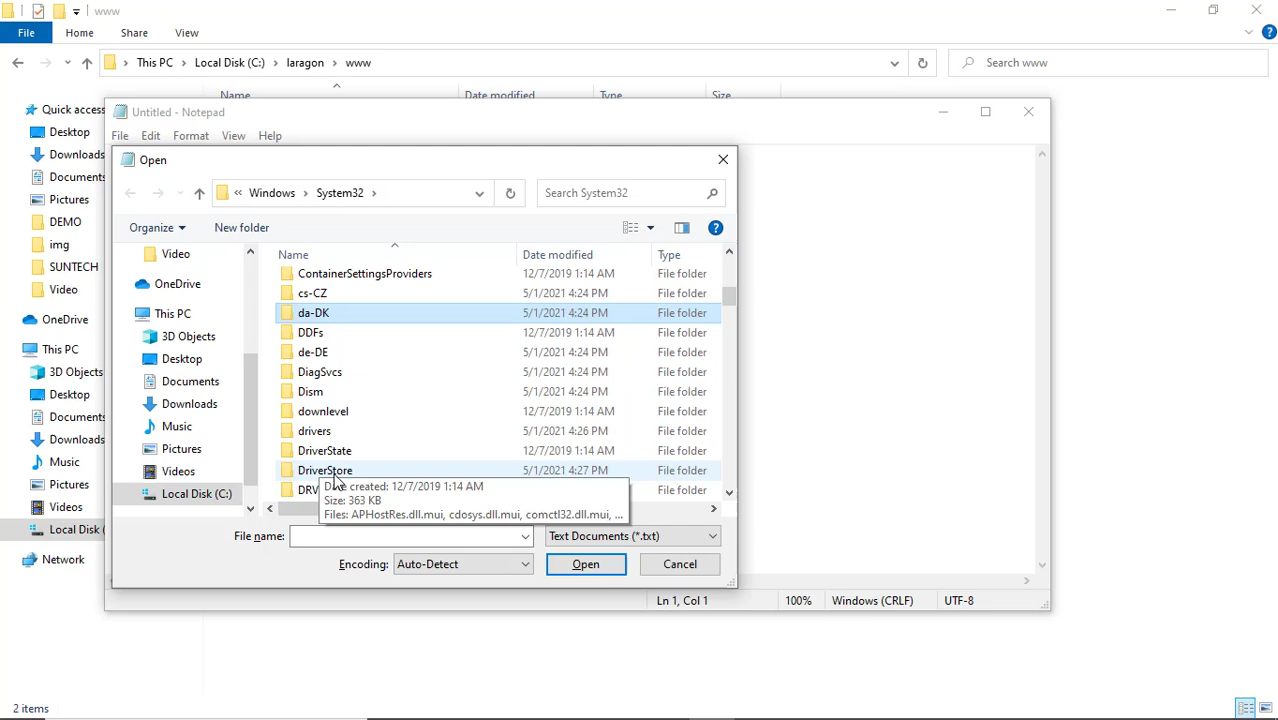 www
File Home Share View
This PC Local Disk (C:) laragon www
Search www
Name Date modified Type Size
Quick access
Desktop
Downloads
Documents
Pictures
DEMO
img
SUNTECH
Video
OneDrive
This PC
3D Objects
Desktop
Documents
Downloads
Music
Pictures
Videos
Local Disk (
Network
2 items
Untitled - Notepad
File Edit Format View Help
Open
« Windows System32
Search System32
Organize New folder
Video
OneDrive
This PC
3D Objects
Desktop
Documents
Downloads
Music
Pictures
Videos
Local Disk (C:)
Name Date modified Type
ContainerSettingsProviders 12/7/2019 1:14 AM File folder
cs-CZ 5/1/2021 4:24 PM File folder
da-DK 5/1/2021 4:24 PM File folder
DDFs 12/7/2019 1:14 AM File folder
de-DE 5/1/2021 4:24 PM File folder
DiagSvcs 5/1/2021 4:24 PM File folder
Dism 5/1/2021 4:24 PM File folder
downlevel 12/7/2019 1:14 AM File folder
drivers 5/1/2021 4:26 PM File folder
DriverState 12/7/2019 1:14 AM File folder
DriverStore 5/1/2021 4:27 PM File folder
DRV File folder
Date created: 12/7/2019 1:14 AM
Size: 363 KB
Files: APHostRes.dll.mui, cdosys.dll.mui, comctl32.dll.mui, ...
File name: Text Documents (*.txt)
Encoding: Auto-Detect Open Cancel
Ln 1, Col 1 100% Windows (CRLF) UTF-8